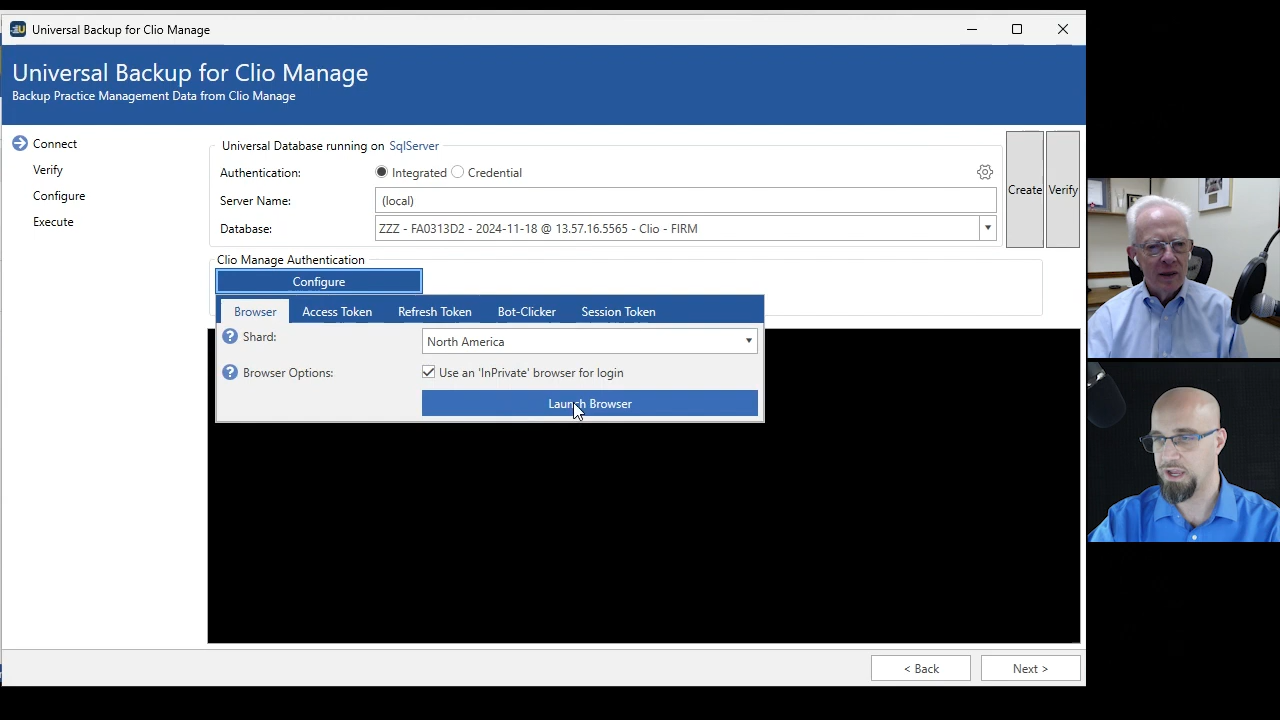 Universal Backup for Clio Manage
Universal Backup for Clio Manage
Backup Practice Management Data from Clio Manage
Connect
Verify
Configure
Execute
Universal Database running on SqlServer
Authentication: Integrated Credential
Server Name: (local)
Database: ZZZ - FA0313D2 - 2024-11-18 @ 13.57.16.5565 - Clio - FIRM
Create Verify
Clio Manage Authentication
Configure
Browser Access Token Refresh Token Bot-Clicker Session Token
Shard: North America
Browser Options: Use an 'InPrivate' browser for login
Launch Browser
< Back Next >